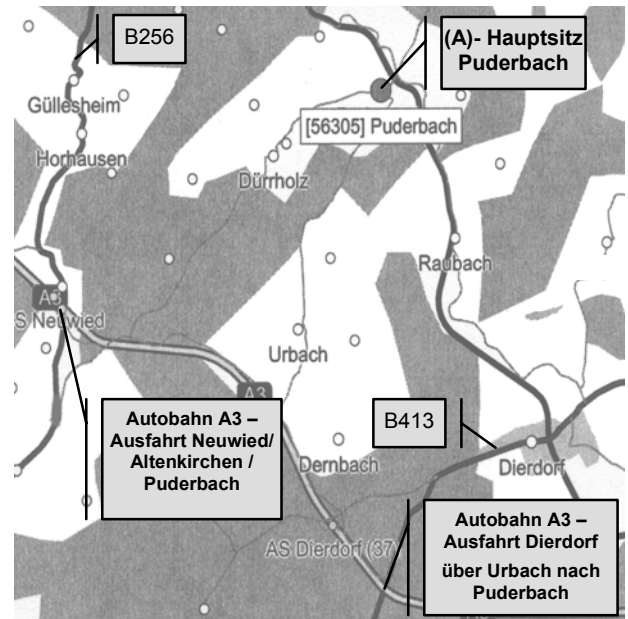 B256
(A)- Hauptsitz
Puderbach
Güllesheim
[56305] Puderbach
Horhausen
Dürrholz
Raubach
A3
S Neuwied
Urbach
A3
Autobahn A3 –
Ausfahrt Neuwied/
Altenkirchen /
Puderbach
B413
Dernbach
Dierdorf
AS Dierdorf (37)
Autobahn A3 –
Ausfahrt Dierdorf
über Urbach nach
Puderbach